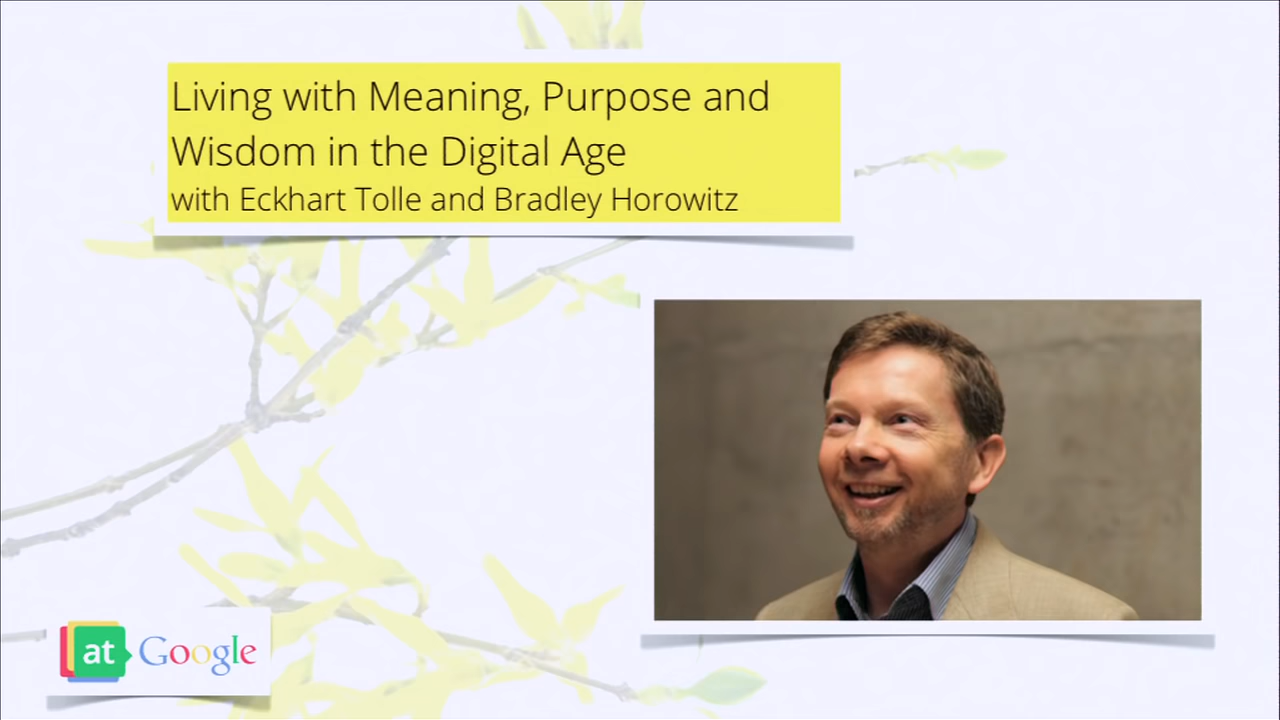 Living with Meaning, Purpose and
Wisdom in the Digital Age
with Eckhart Tolle and Bradley Horowitz
at Google